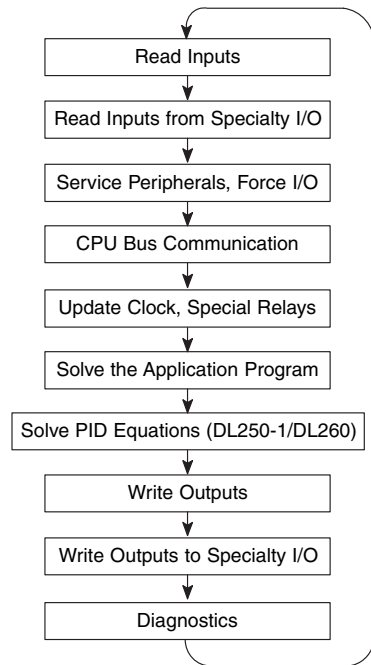 Read Inputs
Read Inputs from Specialty I/O
Service Peripherals, Force I/O
CPU Bus Communication
Update Clock, Special Relays
Solve the Application Program
Solve PID Equations (DL250-1/DL260)
Write Outputs
Write Outputs to Specialty I/O
Diagnostics